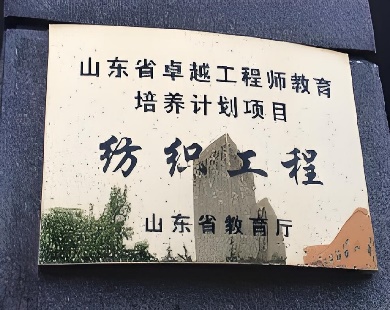 山东省卓越工程师教育
培养计划项目
纺织工程
山东省教育厅